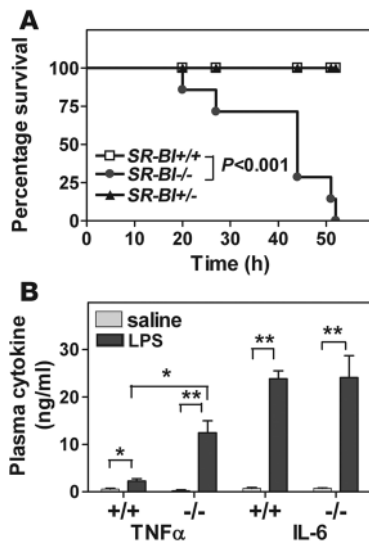 A
Percentage survival
100
75
50
25
0
SR-BI+/+
SR-BI-/-
SR-BI+/-
P<0.001
0 10 20 30 40 50
Time (h)
B
Plasma cytokine
(ng/ml)
saline
LPS
30
20
10
0
*
*
**
**
**
+/+ -/- +/+ -/-
TNFα IL-6